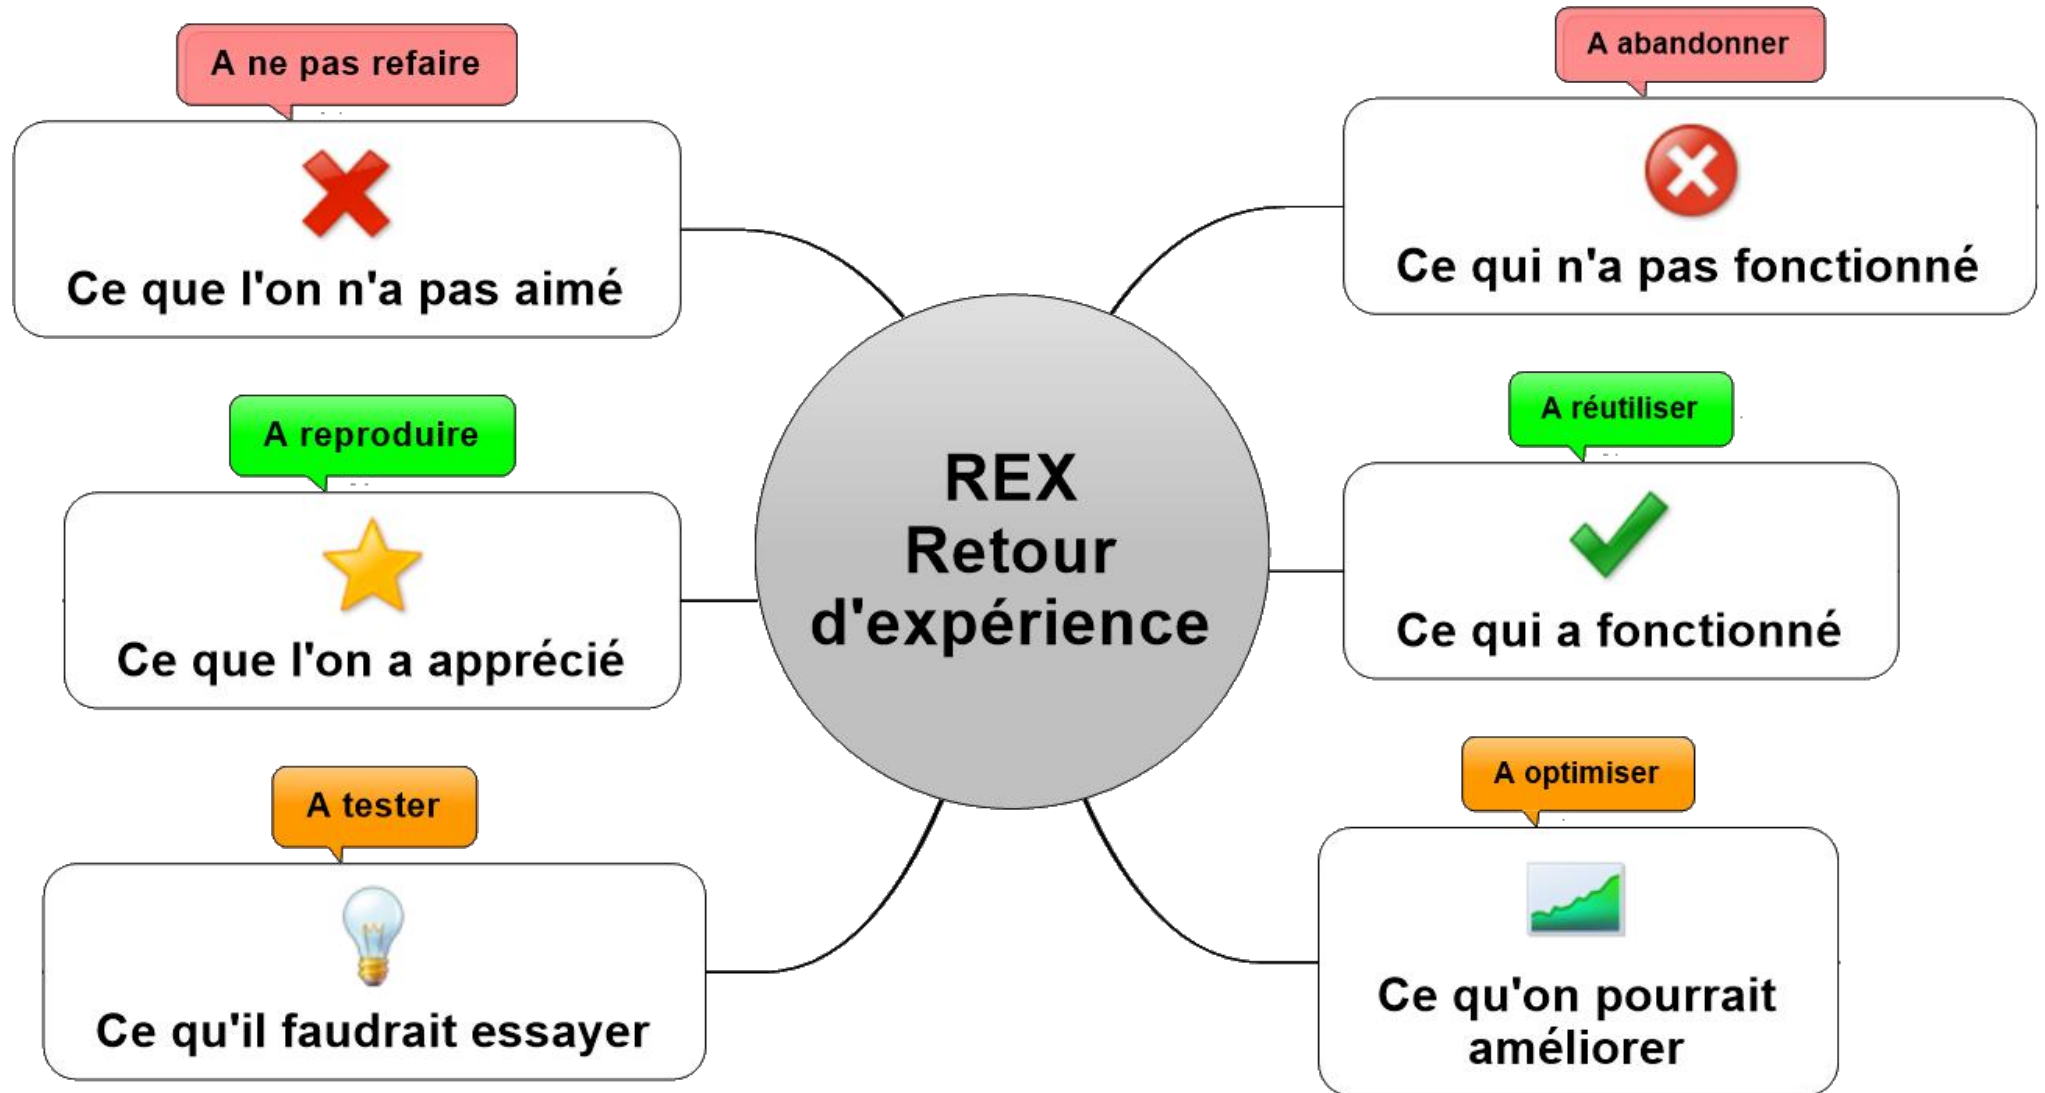 A ne pas refaire
Ce que l'on n'a pas aimé
A reproduire
Ce que l'on a apprécié
A tester
Ce qu'il faudrait essayer
REX
Retour
d'expérience
A abandonner
Ce qui n'a pas fonctionné
A réutiliser
Ce qui a fonctionné
A optimiser
Ce qu'on pourrait
améliorer